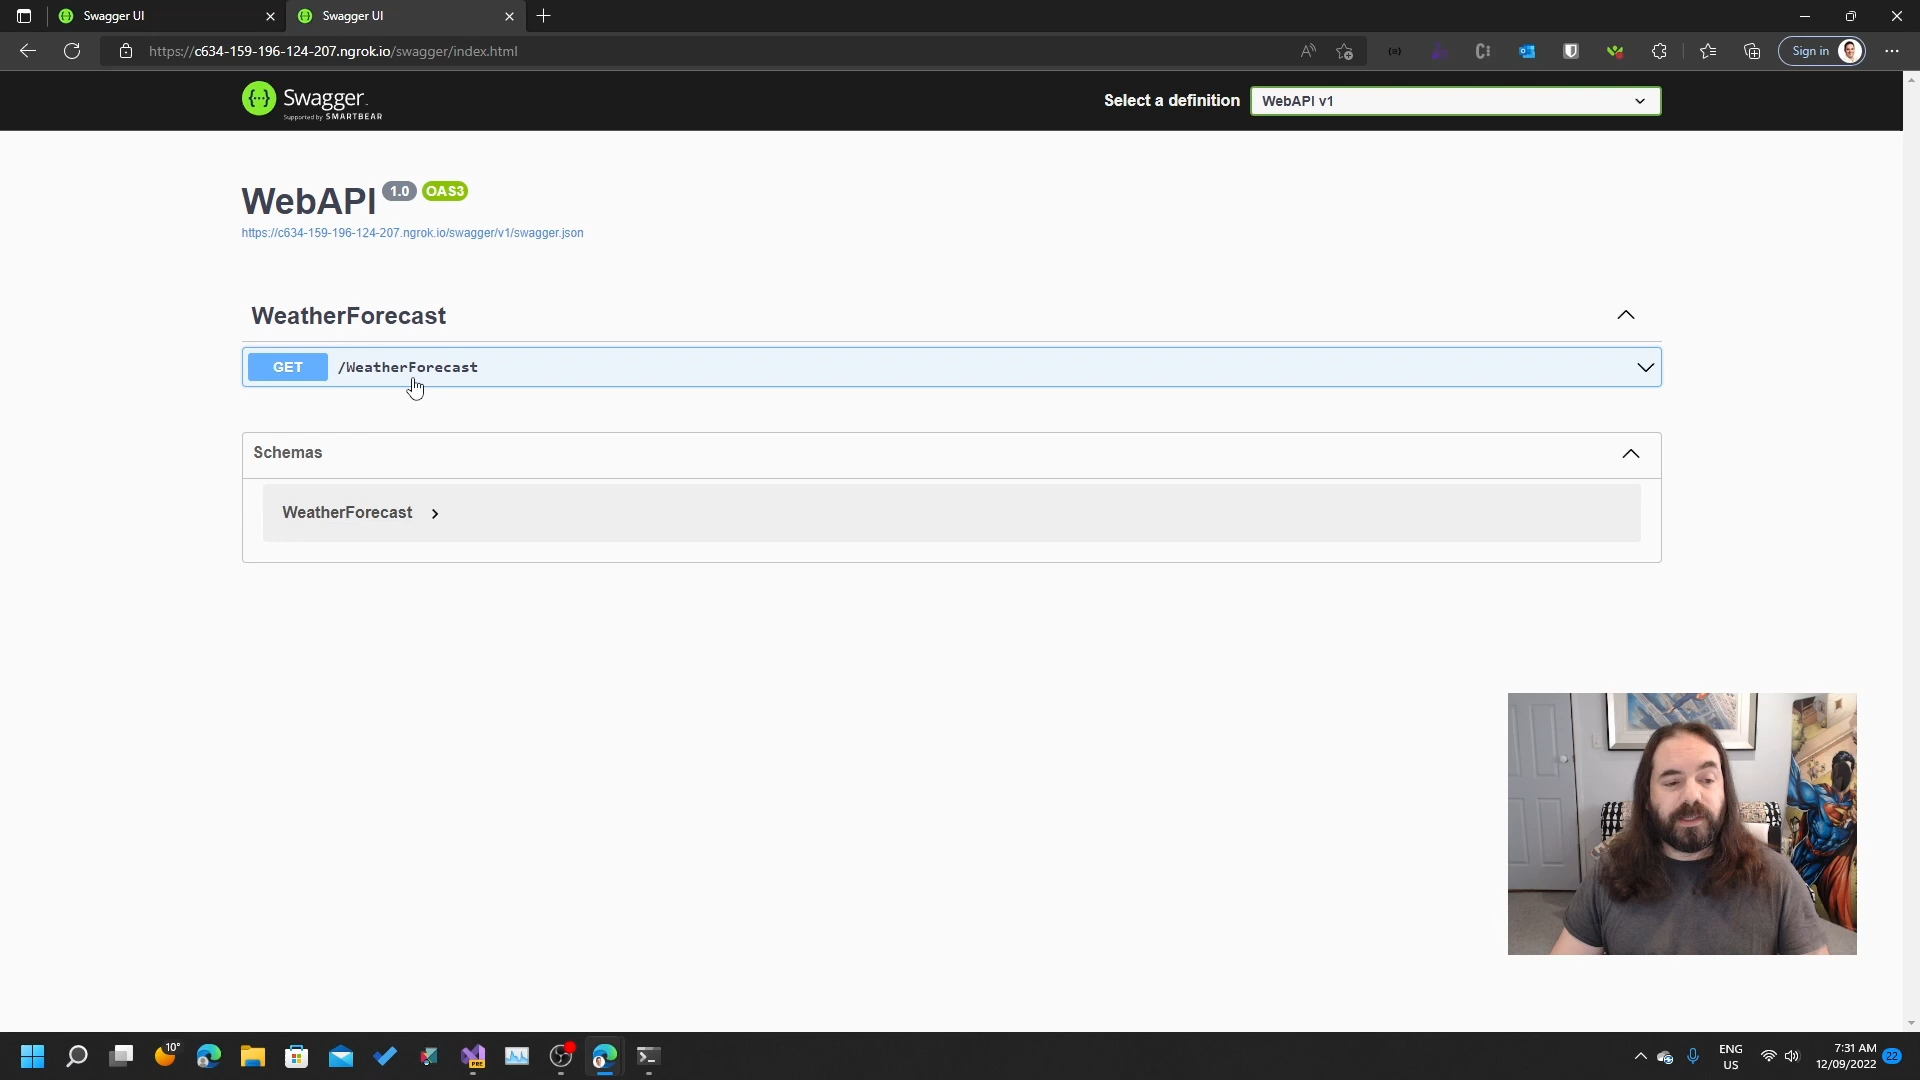 Swagger UI
Swagger UI
https://c634-159-196-124-207.ngrok.io/swagger/index.html
Sign in
Swagger.
Supported by SMARTBEAR
Select a definition
WebAPI v1
WebAPI 1.0 OAS3
https://c634-159-196-124-207.ngrok.io/swagger/v1/swagger.json
WeatherForecast
GET /WeatherForecast
Schemas
WeatherForecast
10°
PRE
ENG
US
7:31 AM
12/09/2022
22